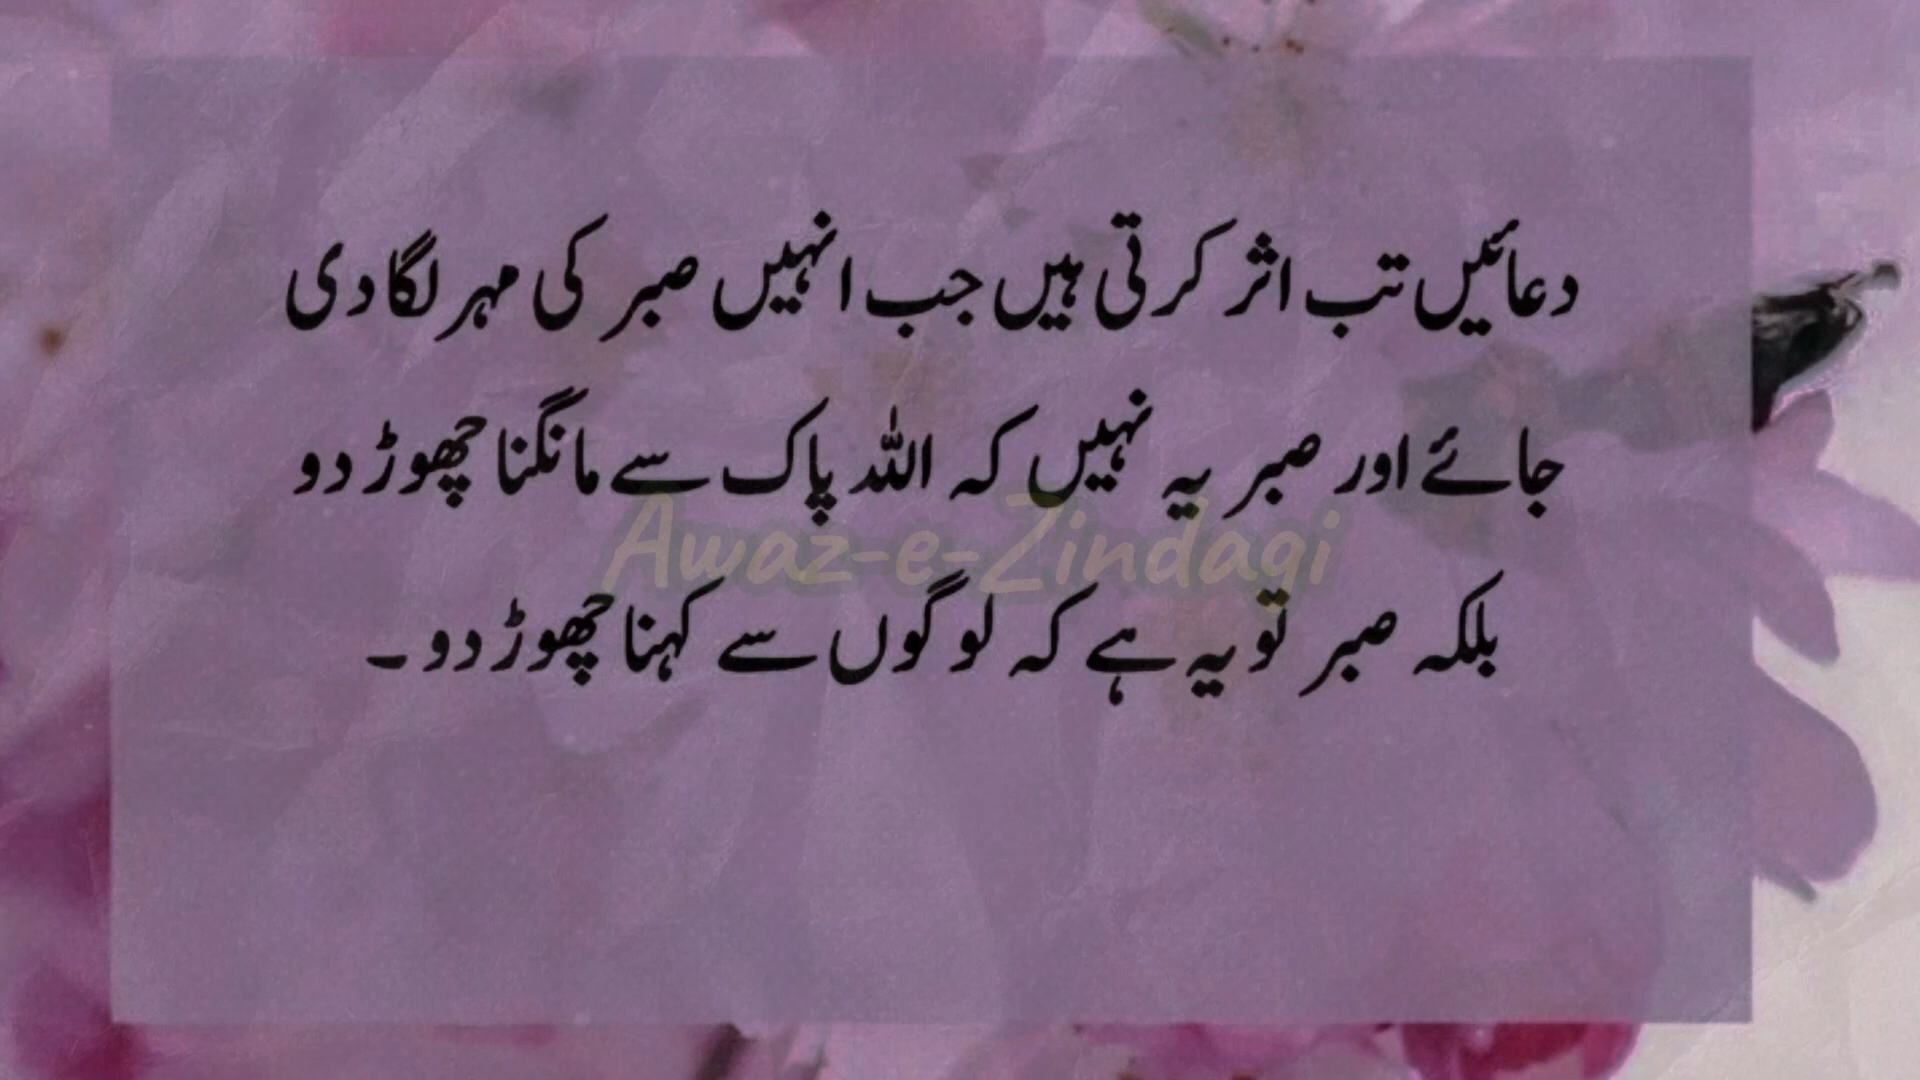 دعائیں تب اثر کرتی ہیں جب انہیں صبر کی مہر لگا دی
جائے اور صبر یہ نہیں کہ اللہ پاک سے مانگنا چھوڑ دو
Awaz-e-Zindagi
بلکہ صبر تو یہ ہے کہ لوگوں سے کہنا چھوڑ دو۔